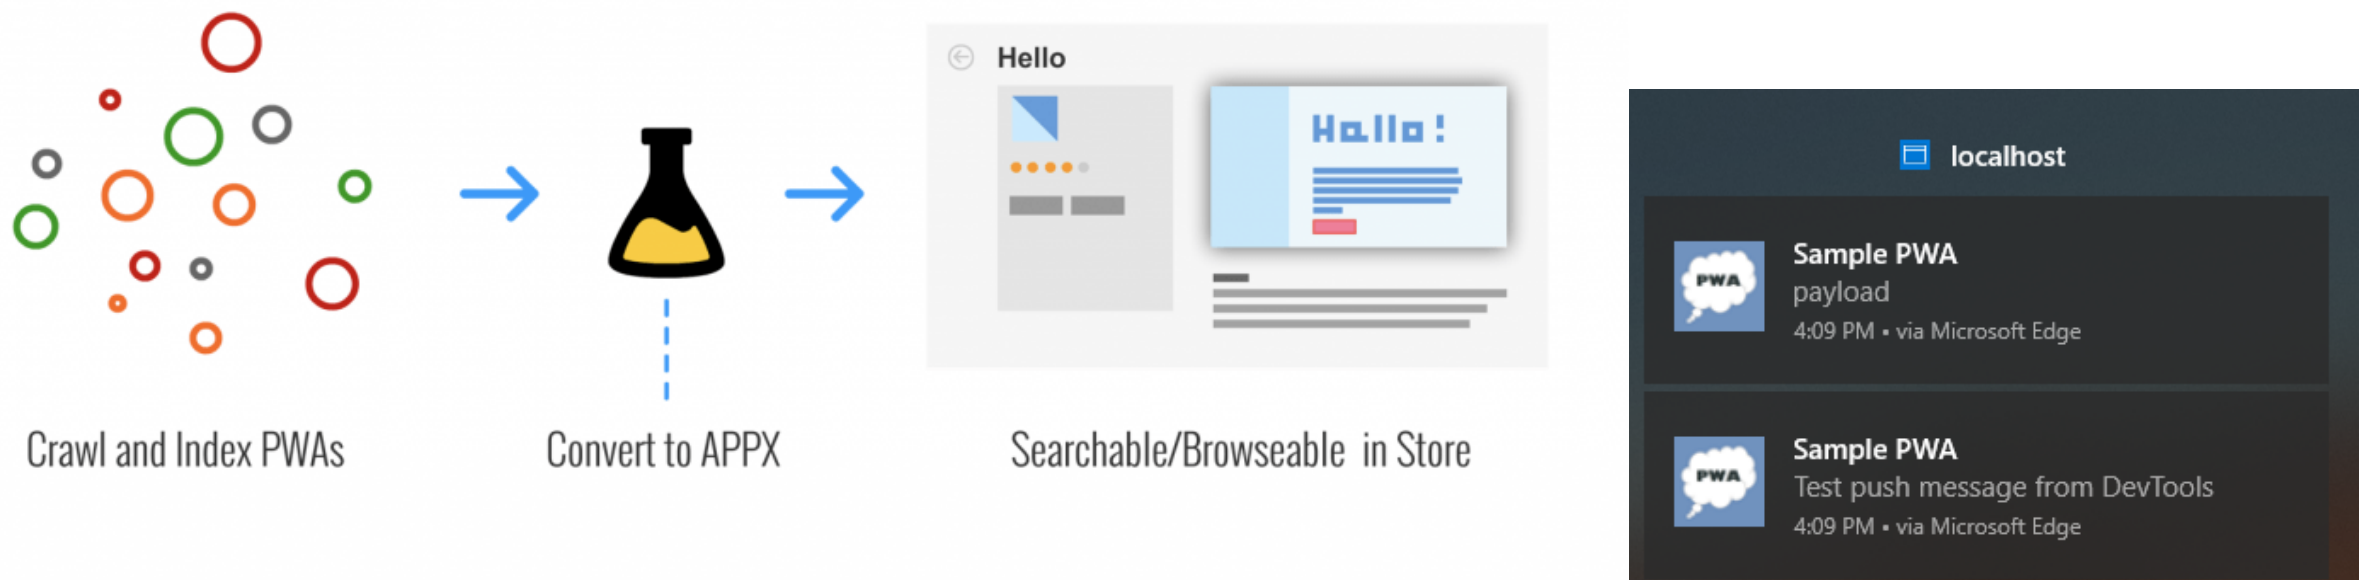 Hello
Hallo!
Crawl and Index PWAs
Convert to APPX
Searchable/Browseable in Store
localhost
PWA
Sample PWA
payload
4:09 PM • via Microsoft Edge
PWA
Sample PWA
Test push message from DevTools
4:09 PM • via Microsoft Edge